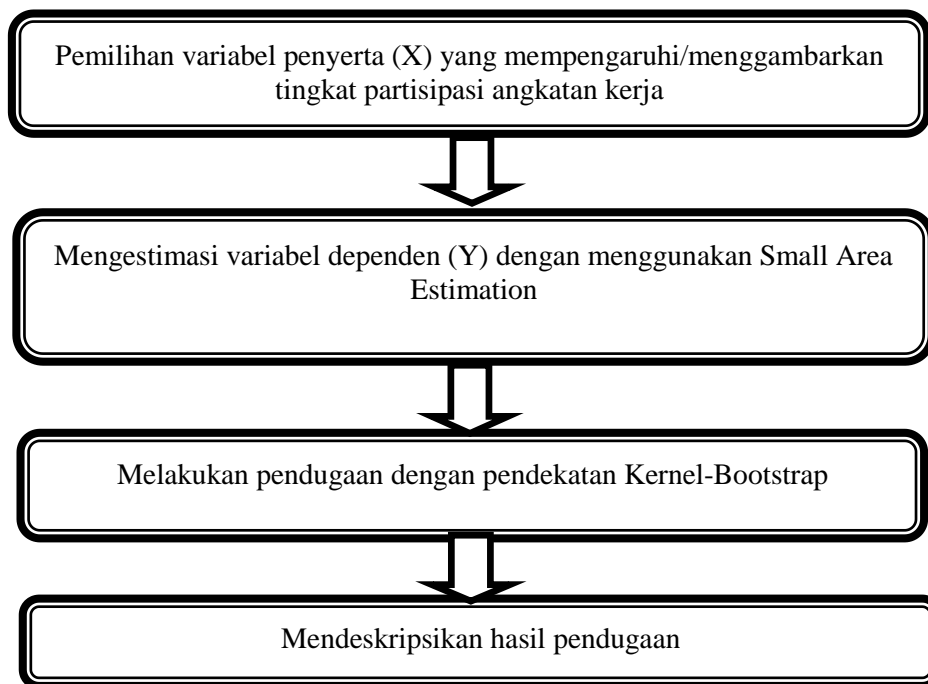 Pemilihan variabel penyerta (X) yang mempengaruhi/menggambarkan
tingkat partisipasi angkatan kerja
Mengestimasi variabel dependen (Y) dengan menggunakan Small Area
Estimation
Melakukan pendugaan dengan pendekatan Kernel-Bootstrap
Mendeskripsikan hasil pendugaan